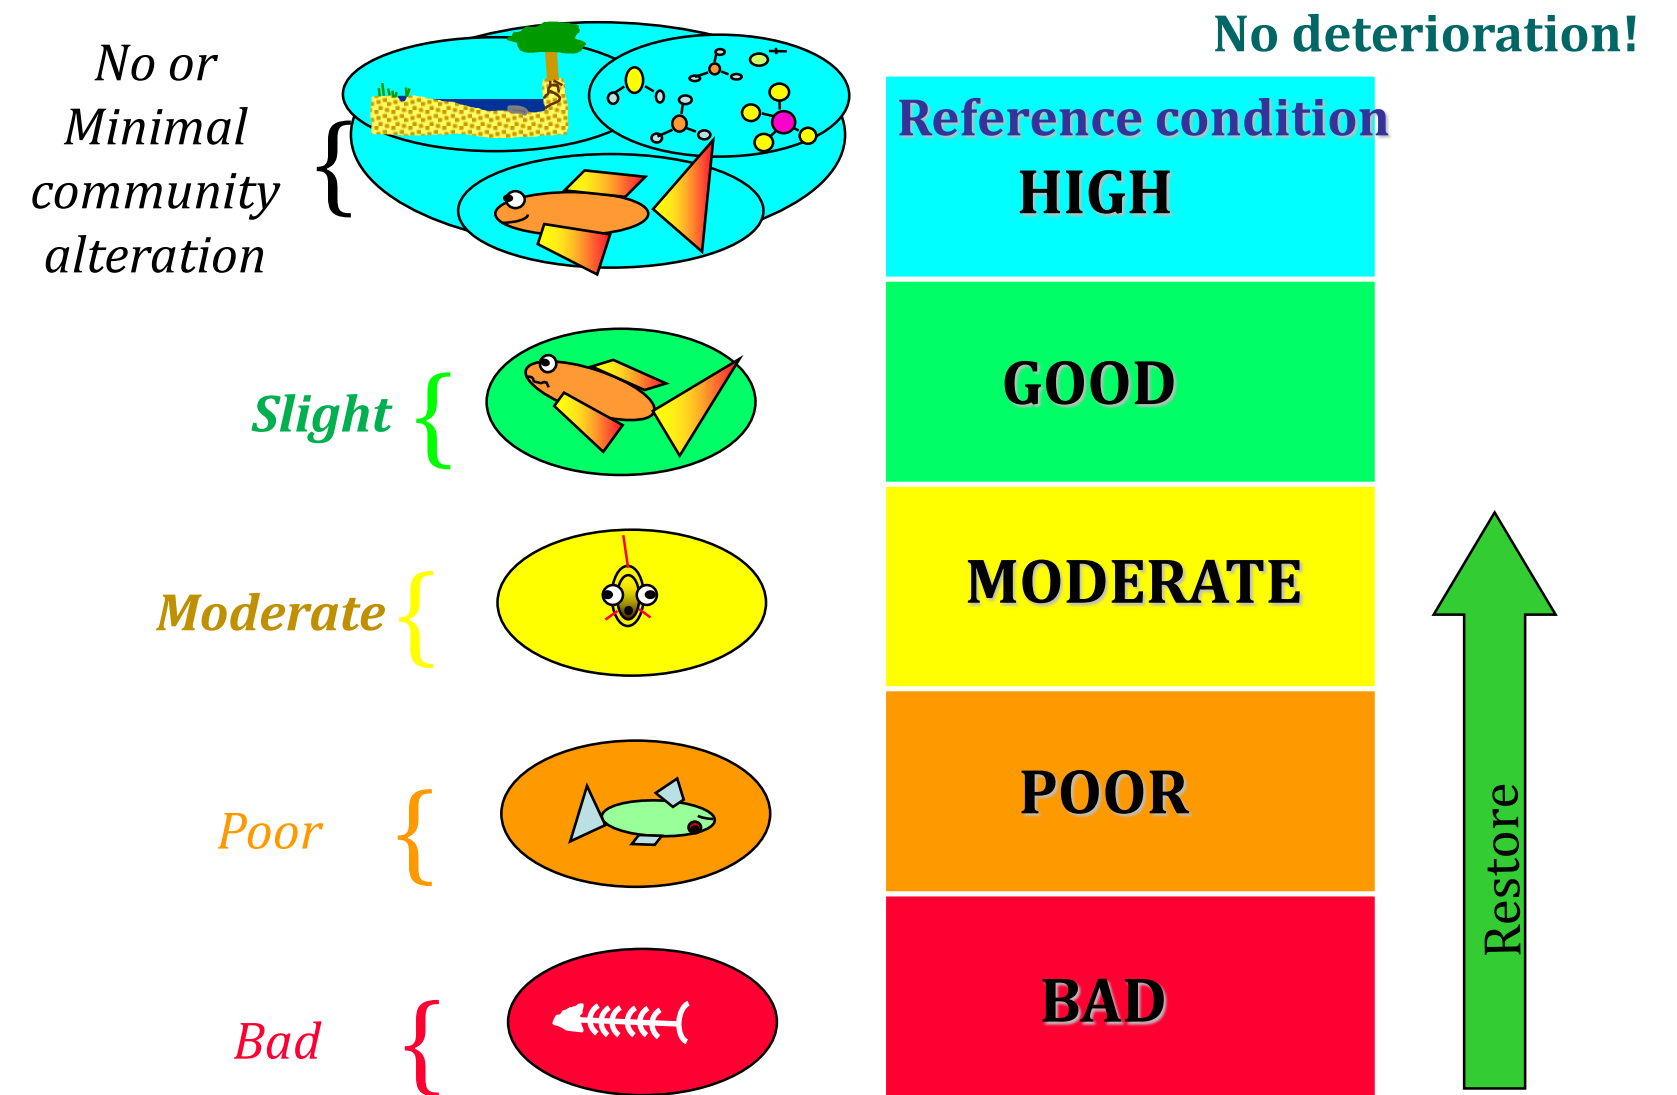 No deterioration!
No or
Minimal
community
alteration
Reference condition
HIGH
Slight
GOOD
Moderate
MODERATE
Poor
POOR
Bad
BAD
Restore